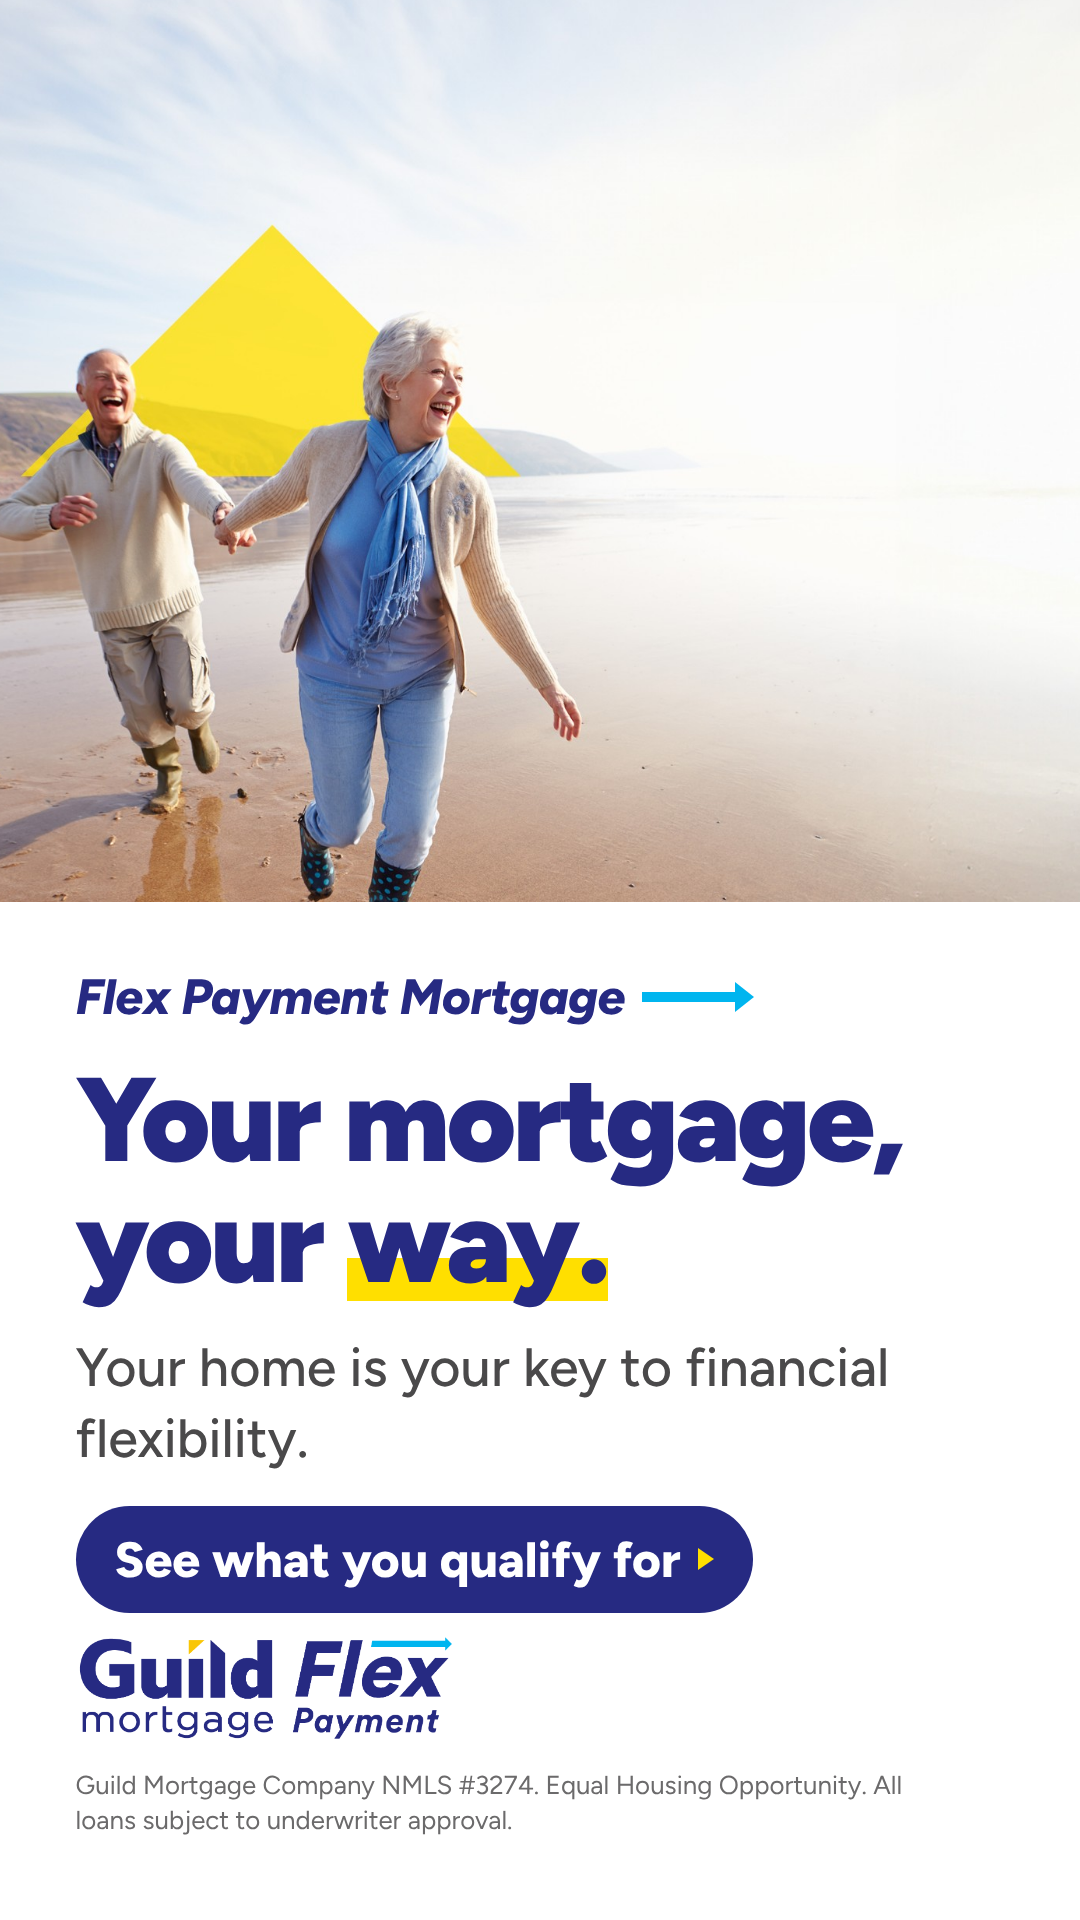 Flex Payment Mortgage
Your mortgage,
your way.
Your home is your key to financial
flexibility.
See what you qualify for
Guild Flex
mortgage Payment
Guild Mortgage Company NMLS #3274. Equal Housing Opportunity. All
loans subject to underwriter approval.